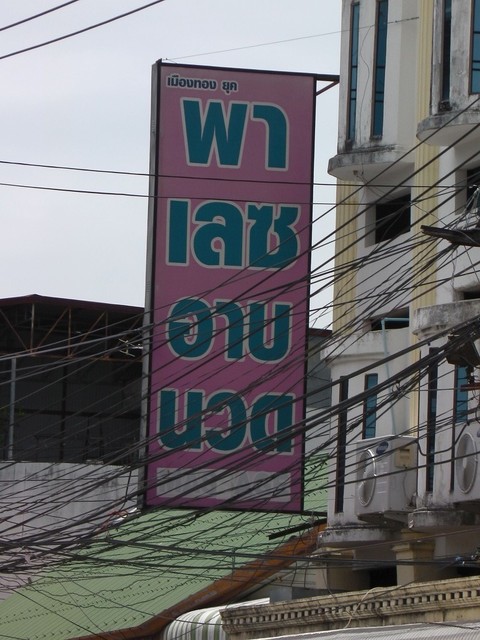 เมืองทอง ยุค
พา
เลซ
อาบ
นวด